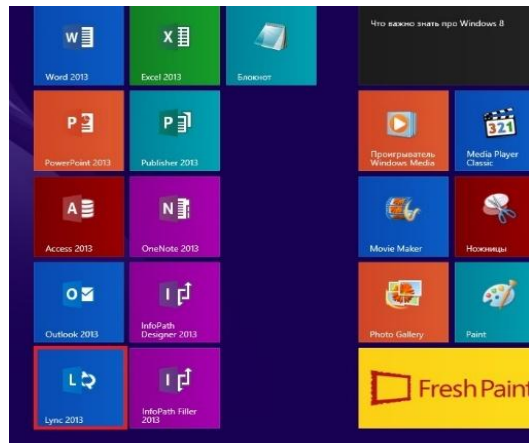 Word 2013
Excel 2013
Блокнот
Что важно знать про Windows 8
PowerPoint 2013
Publisher 2013
Проигрыватель
Windows Media
Media Player
Classic
321
Access 2013
OneNote 2013
Movie Maker
Ножницы
Outlook 2013
InfoPath
Designer 2013
Photo Gallery
Paint
Lync 2013
InfoPath Filler
2013
Fresh Paint